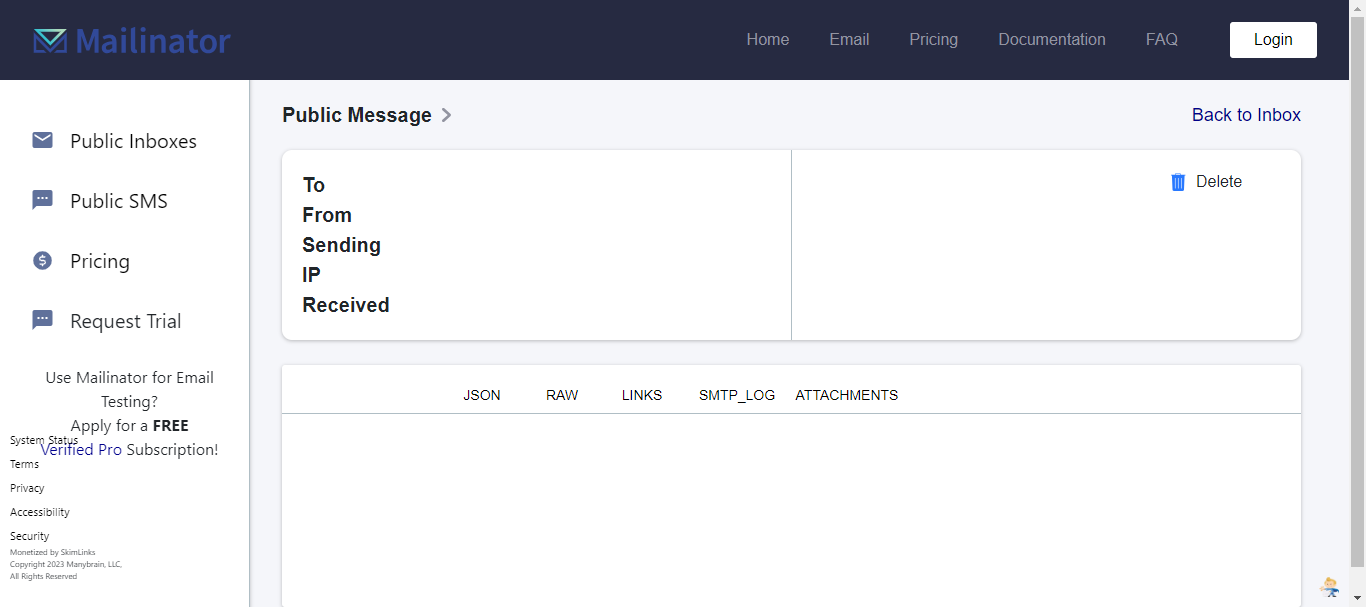 Mailinator
Home Email Pricing Documentation FAQ Login
Public Inboxes
Public SMS
Pricing
Request Trial
Use Mailinator for Email
Testing?
Apply for a FREE
Verified Pro Subscription!
System Status
Terms
Privacy
Accessibility
Security
Monetized by SkimLinks
Copyright 2023 Manybrain, LLC,
All Rights Reserved
Public Message
Back to Inbox
To
From
Sending
IP
Received
Delete
JSON RAW LINKS SMTP_LOG ATTACHMENTS